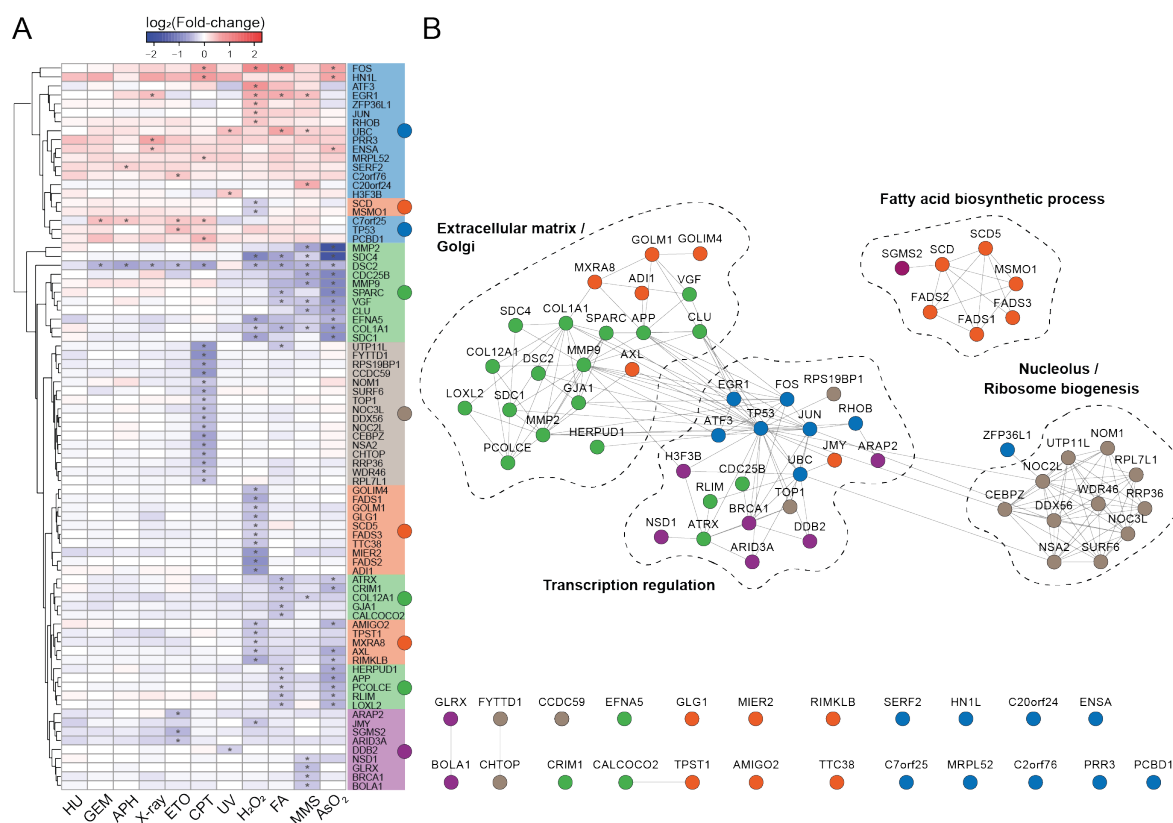 A
log₂(Fold-change)
−2 −1 0 1 2
FOS
HN1L
ATF3
EGR1
ZFP36L1
JUN
RHOB
UBC
PRR3
ENSA
MRPL52
SERF2
C2orf76
C20orf24
H3F3B
SCD
MSMO1
C7orf25
TP53
PCBD1
MMP2
SDC4
DSC2
CDC25B
MMP9
SPARC
VGF
CLU
EFNA5
COL1A1
SDC1
UTP11L
FYTTD1
RPS19BP1
CCDC59
NOM1
SURF6
TOP1
NOC3L
DDX56
NOC2L
CEBPZ
NSA2
CHTOP
RRP36
WDR46
RPL7L1
GOLIM4
FADS1
GOLM1
GLG1
SCD5
FADS3
TTC38
MIER2
FADS2
ADI1
ATRX
CRIM1
COL12A1
GJA1
CALCOCO2
AMIGO2
TPST1
MXRA8
AXL
RIMKLB
HERPUD1
APP
PCOLCE
RLIM
LOXL2
ARAP2
JMY
SGMS2
ARID3A
DDB2
NSD1
GLRX
BRCA1
BOLA1
HU GEM APH X-ray ETO CPT UV H₂O₂ FA MMS AsO₂
B
Extracellular matrix /
Golgi
GOLM1 GOLIM4
MXRA8
ADI1 VGF
SDC4 COL1A1 SPARC APP CLU
COL12A1 DSC2 MMP9 AXL
LOXL2 SDC1 GJA1
MMP2 HERPUD1
PCOLCE
Fatty acid biosynthetic process
SCD5
SGMS2 SCD
MSMO1
FADS2 FADS3
FADS1
EGR1 FOS RPS19BP1
ATF3 TP53 JUN RHOB
H3F3B UBC JMY ARAP2
CDC25B
RLIM TOP1
NSD1 ATRX BRCA1 DDB2
ARID3A
Transcription regulation
Nucleolus /
Ribosome biogenesis
ZFP36L1 UTP11L NOM1
NOC2L RPL7L1
CEBPZ WDR46 RRP36
DDX56 NOC3L
NSA2 SURF6
GLRX FYTTD1 CCDC59 EFNA5 GLG1 MIER2 RIMKLB SERF2 HN1L C20orf24 ENSA
BOLA1 CHTOP CRIM1 CALCOCO2 TPST1 AMIGO2 TTC38 C7orf25 MRPL52 C2orf76 PRR3 PCBD1